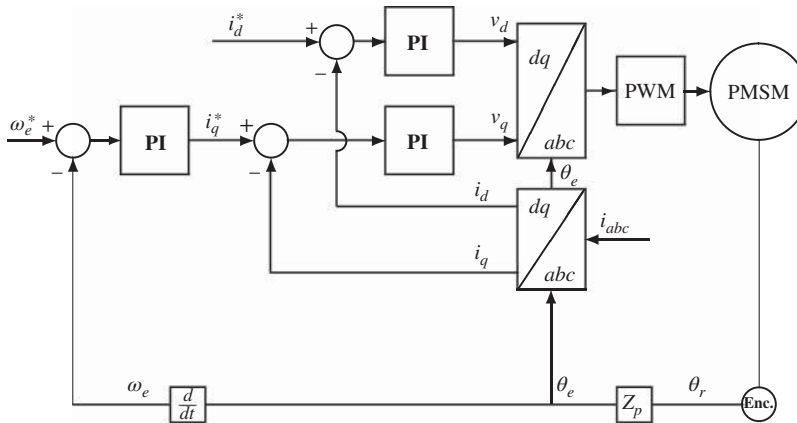 i_d^* + − PI v_d dq abc PWM PMSM
ω_e^* + − PI i_q^* + − PI v_q
θ_e
i_d dq abc i_abc
i_q
ω_e d/dt θ_e Z_p θ_r Enc.